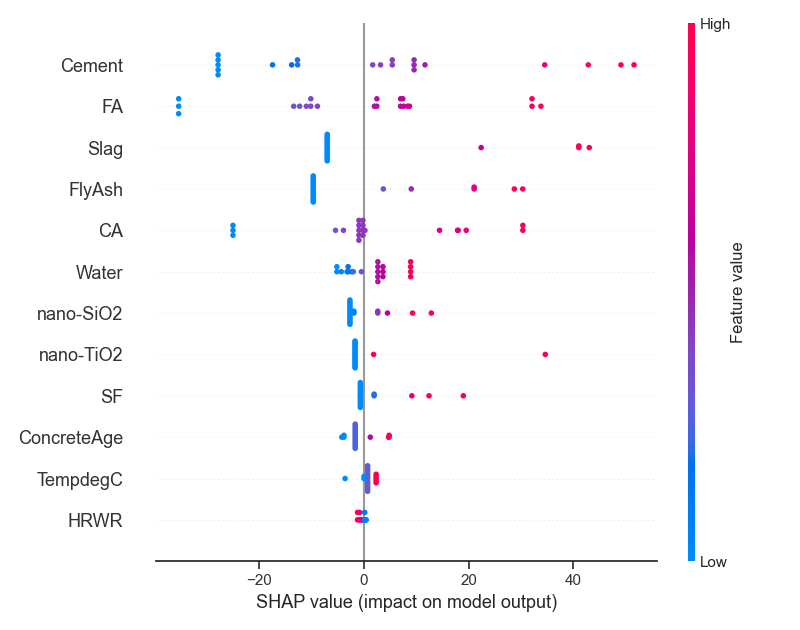 High
Cement
FA
Slag
FlyAsh
CA
Water
nano-SiO2
nano-TiO2
SF
ConcreteAge
TempdegC
HRWR
Feature value
Low
−20 0 20 40
SHAP value (impact on model output)